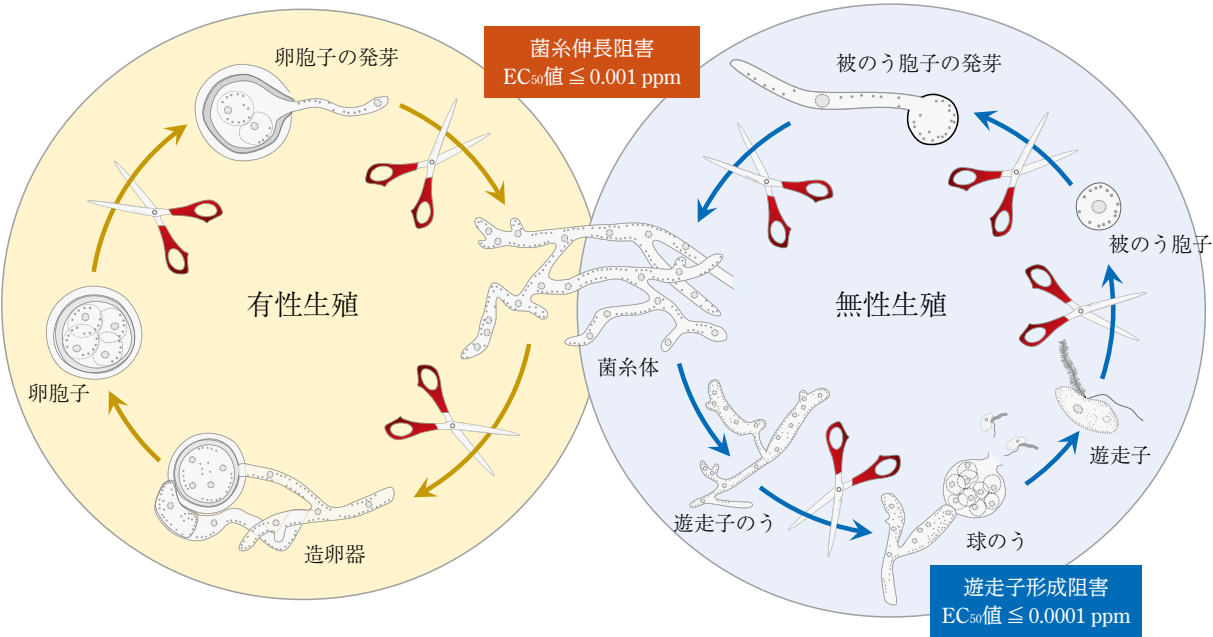 菌糸伸長阻害
EC50値 ≦ 0.001 ppm
卵胞子の発芽
被のう胞子の発芽
有性生殖
無性生殖
被のう胞子
卵胞子
菌糸体
造卵器
遊走子のう
球のう
遊走子
遊走子形成阻害
EC50値 ≦ 0.0001 ppm